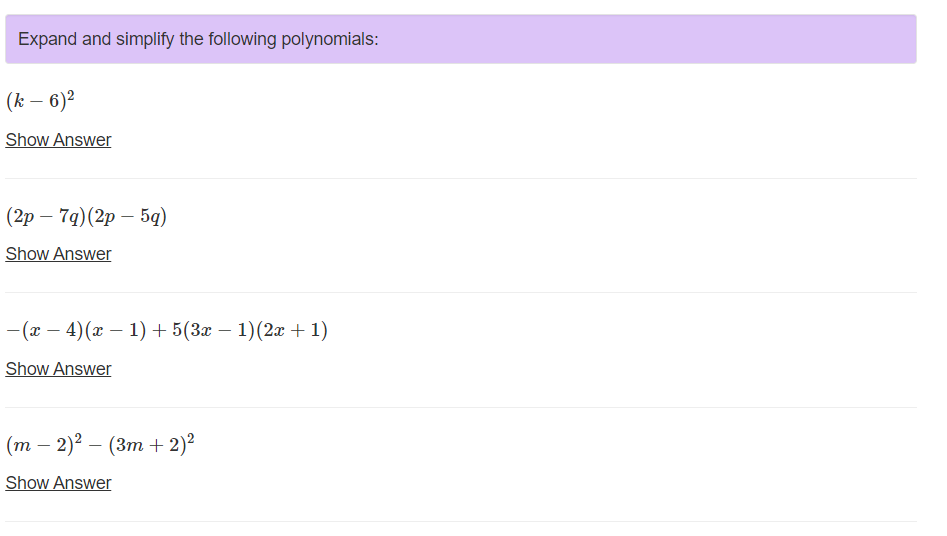 Expand and simplify the following polynomials:
(k − 6)²
Show Answer
(2p − 7q)(2p − 5q)
Show Answer
−(x − 4)(x − 1) + 5(3x − 1)(2x + 1)
Show Answer
(m − 2)² − (3m + 2)²
Show Answer